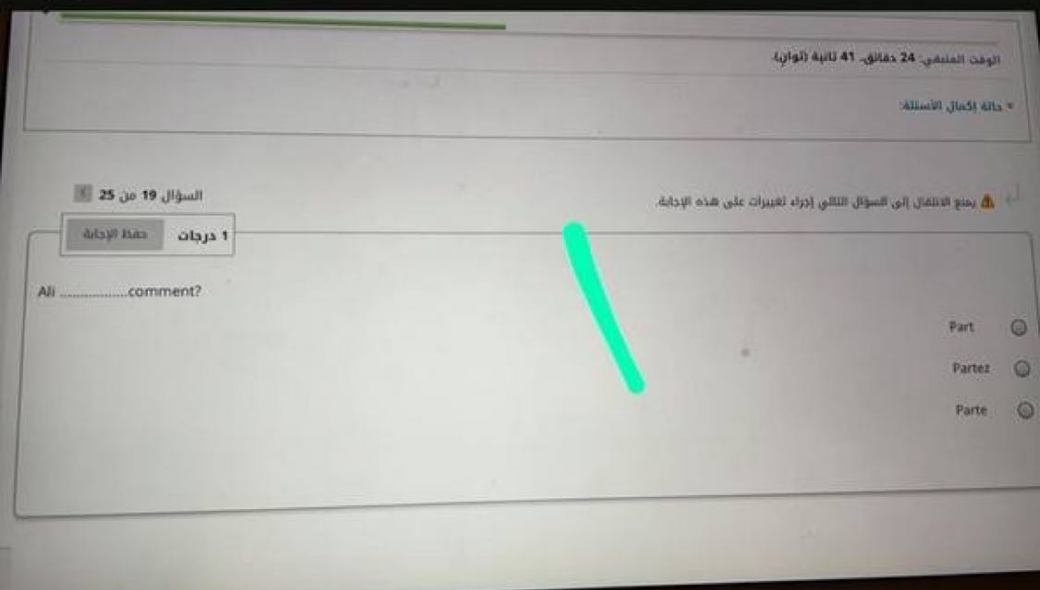 الوقت المتبقي: 24 دقائق، 41 ثانية (ثوانٍ).
حالة إكمال الأسئلة:
يمنع الانتقال إلى السؤال التالي إجراء تغييرات على هذه الإجابة.
السؤال 19 من 25
1 درجات
حفظ الإجابة
Ali ................comment?
Part
Partez
Parte